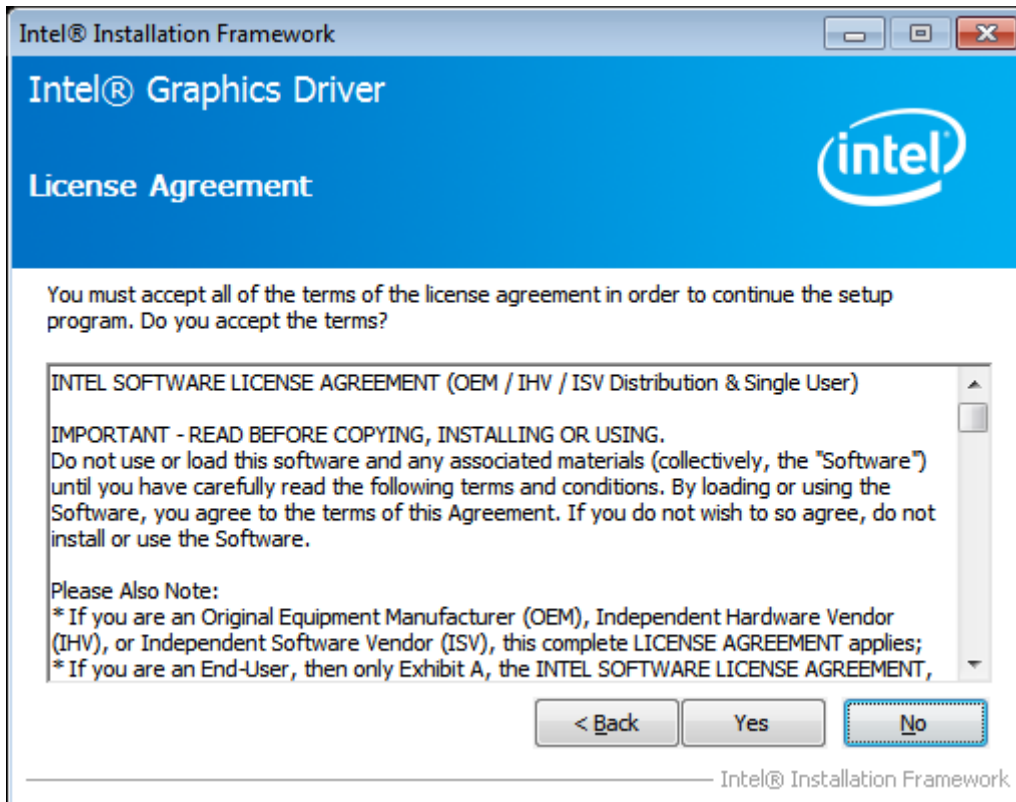 Intel® Installation Framework
Intel® Graphics Driver
intel
License Agreement
You must accept all of the terms of the license agreement in order to continue the setup
program. Do you accept the terms?
INTEL SOFTWARE LICENSE AGREEMENT (OEM / IHV / ISV Distribution & Single User)
IMPORTANT - READ BEFORE COPYING, INSTALLING OR USING.
Do not use or load this software and any associated materials (collectively, the "Software")
until you have carefully read the following terms and conditions. By loading or using the
Software, you agree to the terms of this Agreement. If you do not wish to so agree, do not
install or use the Software.
Please Also Note:
* If you are an Original Equipment Manufacturer (OEM), Independent Hardware Vendor
(IHV), or Independent Software Vendor (ISV), this complete LICENSE AGREEMENT applies;
* If you are an End-User, then only Exhibit A, the INTEL SOFTWARE LICENSE AGREEMENT,
< Back Yes No
Intel® Installation Framework